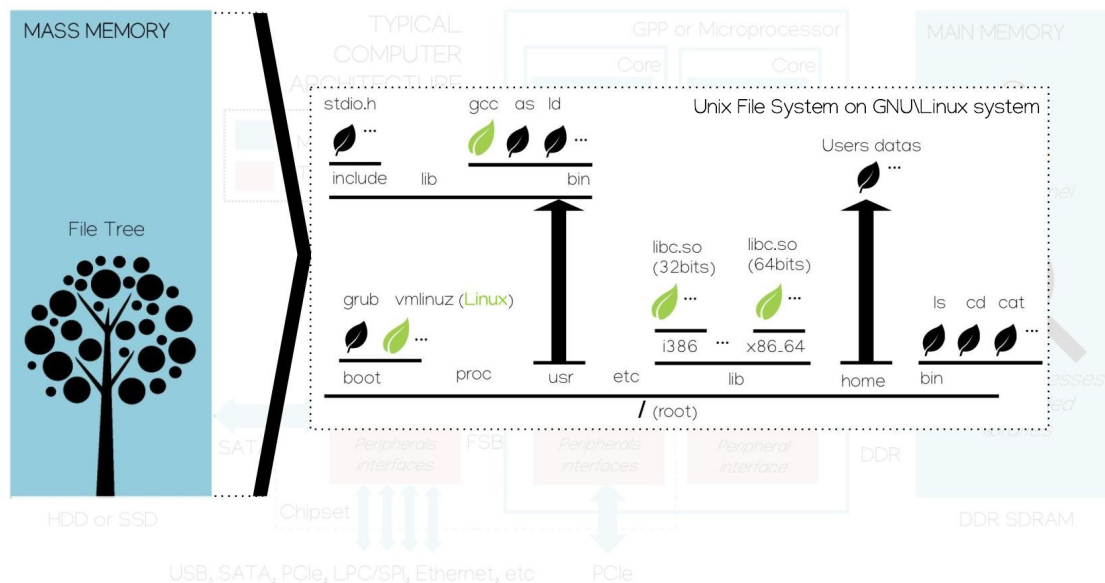 MASS MEMORY
File Tree
HDD or SSD
TYPICAL
COMPUTER
ARCHITECTURE
GPP or Microprocessor
Core
Core
MAIN MEMORY
Unix File System on GNU\Linux system
stdio.h
...
gcc as ld
...
include lib bin
Users datas
...
libc.so
(32bits)
...
libc.so
(64bits)
...
grub vmlinuz (Linux)
...
i386 ... x86_64
ls cd cat
...
boot proc usr etc lib home bin
/ (root)
SATA
Peripherals
interfaces
FSB
Peripherals
interfaces
Peripheral
interface
DDR
libraries
Chipset
DDR SDRAM
USB, SATA, PCIe, LPC/SPI, Ethernet, etc
PCIe